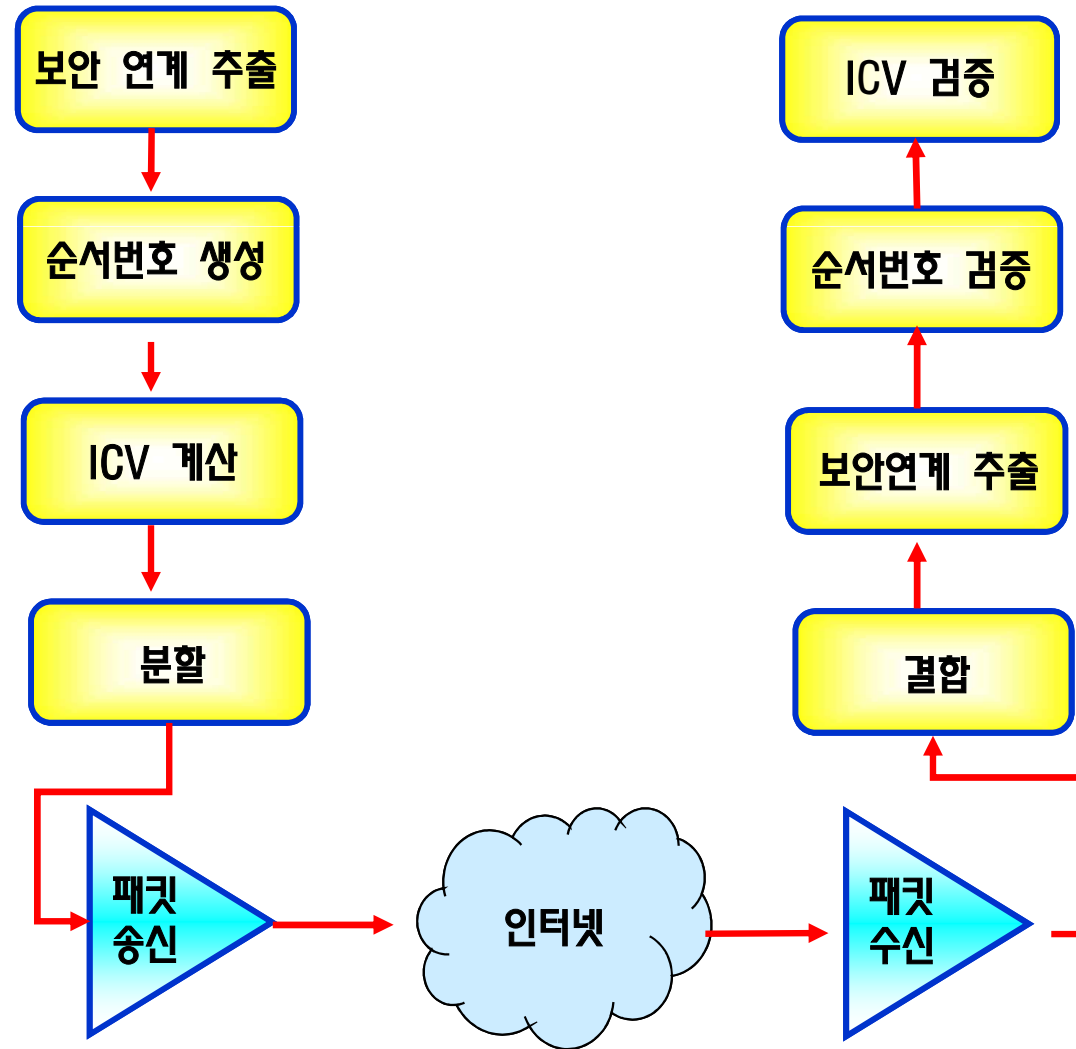 보안 연계 추출
순서번호 생성
ICV 계산
분할
패킷
송신
인터넷
패킷
수신
결합
보안연계 추출
순서번호 검증
ICV 검증